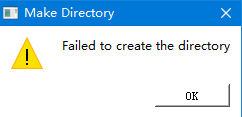 Make Directory
Failed to create the directory
OK